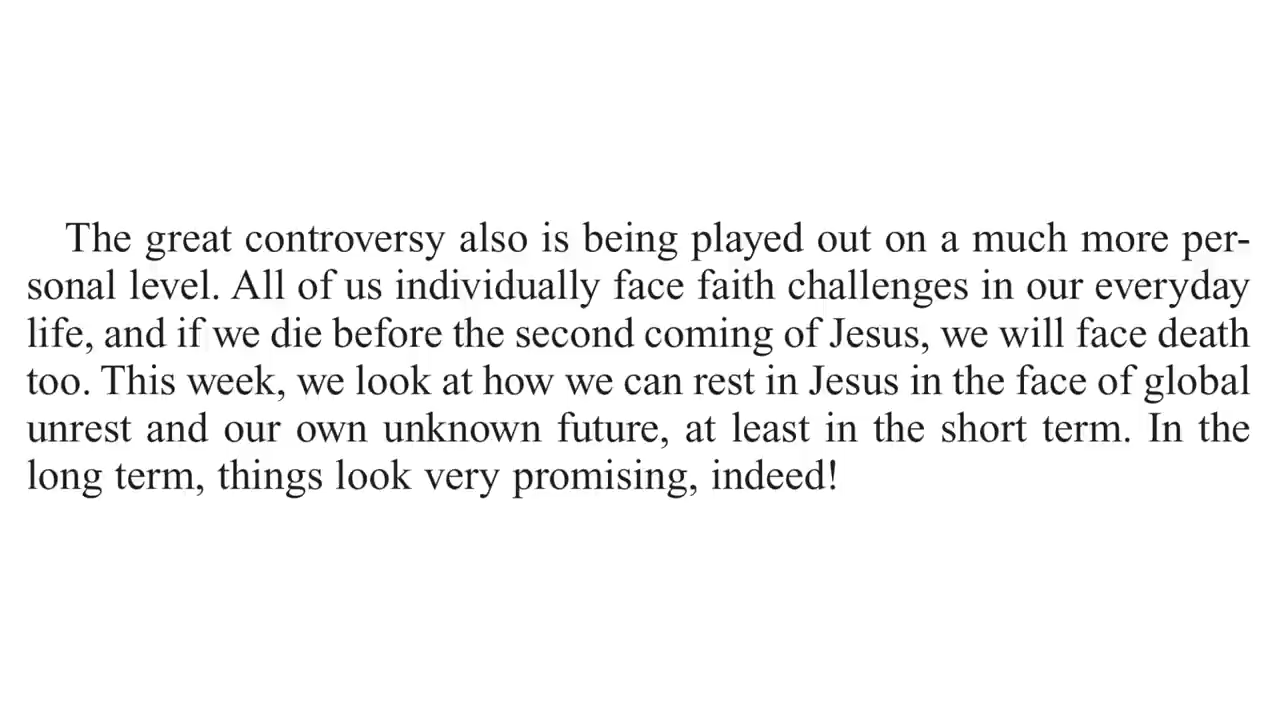 The great controversy also is being played out on a much more per-
sonal level. All of us individually face faith challenges in our everyday
life, and if we die before the second coming of Jesus, we will face death
too. This week, we look at how we can rest in Jesus in the face of global
unrest and our own unknown future, at least in the short term. In the
long term, things look very promising, indeed!